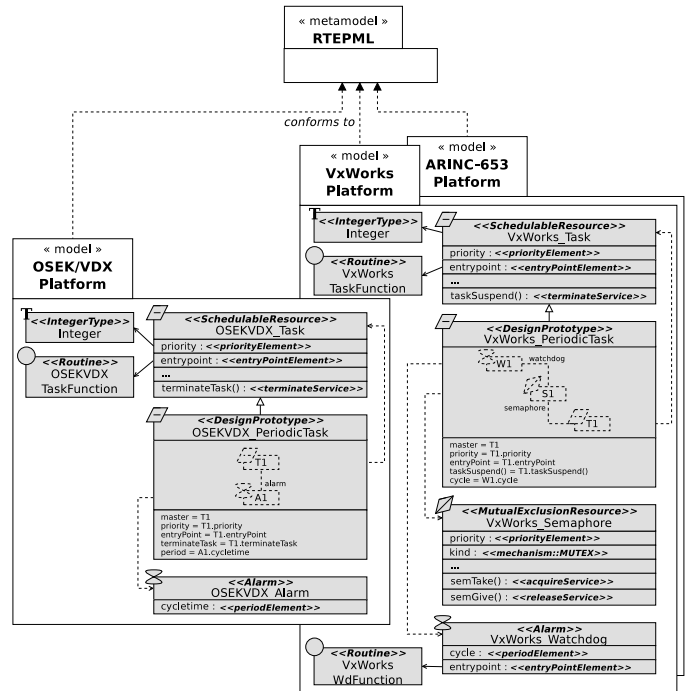 « metamodel »
RTEPML
conforms to
« model »
ARINC-653
Platform
« model »
VxWorks
Platform
T
<<IntegerType>>
Integer
<<Routine>>
VxWorks
TaskFunction
<<SchedulableResource>>
VxWorks_Task
priority : <<priorityElement>>
entrypoint : <<entryPointElement>>
...
taskSuspend() : <<terminateService>>
<<DesignPrototype>>
VxWorks_PeriodicTask
W1
watchdog
S1
semaphore
T1
master = T1
priority = T1.priority
entryPoint = T1.entryPoint
taskSuspend() = T1.taskSuspend()
cycle = W1.cycle
<<MutualExclusionResource>>
VxWorks_Semaphore
priority : <<priorityElement>>
kind : <<mechanism::MUTEX>>
...
semTake() : <<acquireService>>
semGive() : <<releaseService>>
<<Alarm>>
VxWorks_Watchdog
cycle : <<periodElement>>
entrypoint : <<entryPointElement>>
<<Routine>>
VxWorks
WdFunction
« model »
OSEK/VDX
Platform
T
<<IntegerType>>
Integer
<<Routine>>
OSEKVDX
TaskFunction
<<SchedulableResource>>
OSEKVDX_Task
priority : <<priorityElement>>
entrypoint : <<entryPointElement>>
...
terminateTask() : <<terminateService>>
<<DesignPrototype>>
OSEKVDX_PeriodicTask
T1
alarm
A1
master = T1
priority = T1.priority
entryPoint = T1.entryPoint
terminateTask = T1.terminateTask
period = A1.cycletime
<<Alarm>>
OSEKVDX_Alarm
cycletime : <<periodElement>>